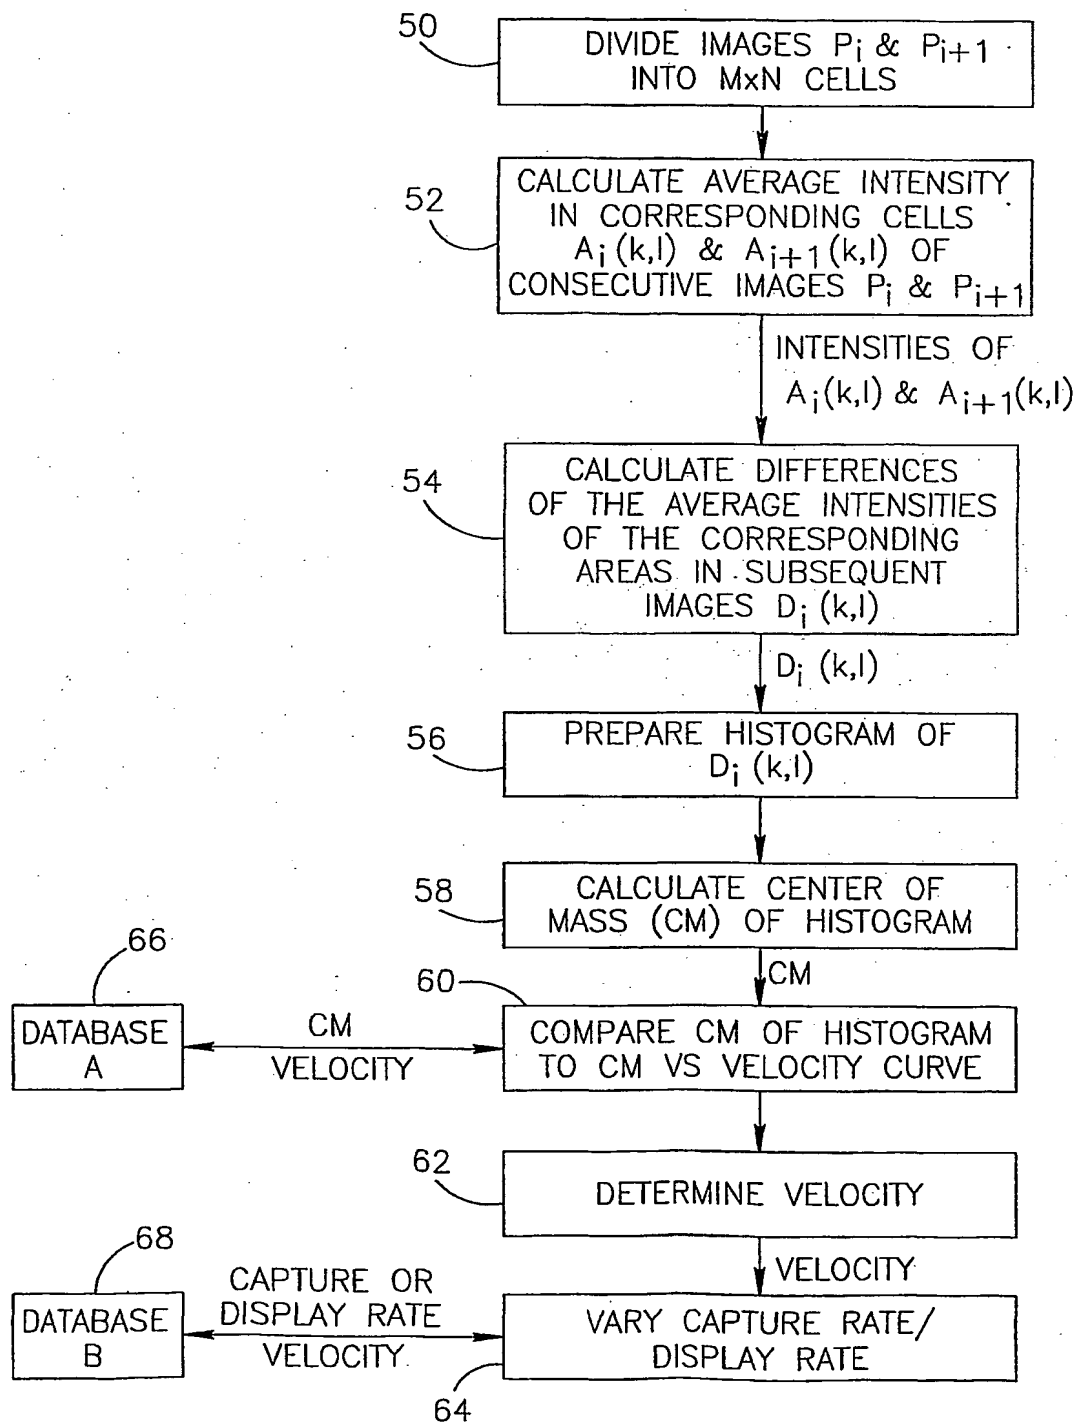 50
DIVIDE IMAGES Pi & Pi+1
INTO MxN CELLS
52
CALCULATE AVERAGE INTENSITY
IN CORRESPONDING CELLS
Ai(k,l) & Ai+1(k,l) OF
CONSECUTIVE IMAGES Pi & Pi+1
INTENSITIES OF
Ai(k,l) & Ai+1(k,l)
54
CALCULATE DIFFERENCES
OF THE AVERAGE INTENSITIES
OF THE CORRESPONDING
AREAS IN SUBSEQUENT
IMAGES Di(k,l)
Di(k,l)
56
PREPARE HISTOGRAM OF
Di(k,l)
58
CALCULATE CENTER OF
MASS (CM) OF HISTOGRAM
CM
66
DATABASE
A
CM
VELOCITY
60
COMPARE CM OF HISTOGRAM
TO CM VS VELOCITY CURVE
62
DETERMINE VELOCITY
VELOCITY
68
DATABASE
B
CAPTURE OR
DISPLAY RATE
VELOCITY
VARY CAPTURE RATE/
DISPLAY RATE
64